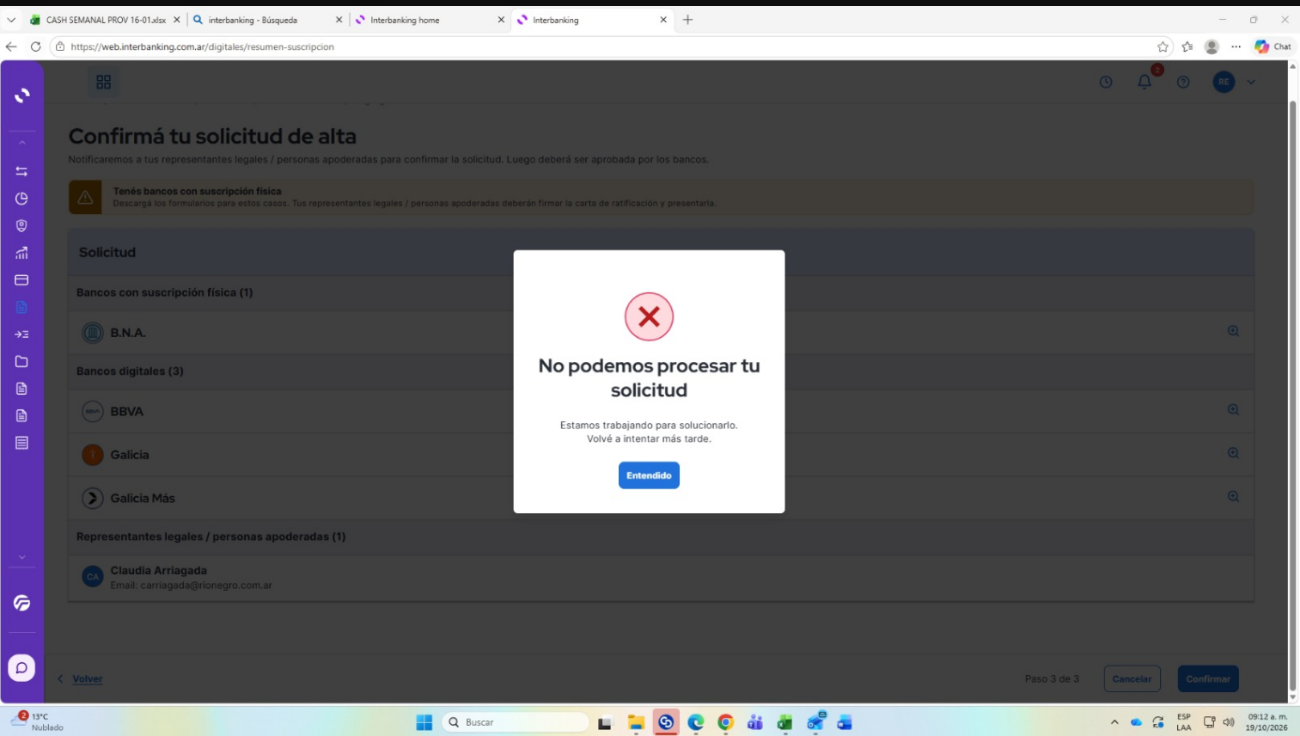 CASH SEMANAL PROV 16-01.xlsx
interbanking - Búsqueda
Interbanking home
Interbanking
https://web.interbanking.com.ar/digitales/resumen-suscripcion
Chat
2
RE
Confirmá tu solicitud de alta
Notificaremos a tus representantes legales / personas apoderadas para confirmar la solicitud. Luego deberá ser aprobada por los bancos.
Tenés bancos con suscripción física
Descargá los formularios para estos casos. Tus representantes legales / personas apoderadas deberán firmar la carta de ratificación y presentarla.
Solicitud
Bancos con suscripción física (1)
B.N.A.
Bancos digitales (3)
BBVA
BBVA
Galicia
Galicia Más
Representantes legales / personas apoderadas (1)
CA
Claudia Arriagada
Email: carriagada@rionegro.com.ar
No podemos procesar tu
solicitud
Estamos trabajando para solucionarlo.
Volvé a intentar más tarde.
Entendido
Volver
Paso 3 de 3
Cancelar
Confirmar
2
13°C
Nublado
Buscar
ESP
LAA
09:12 a. m.
19/10/2026